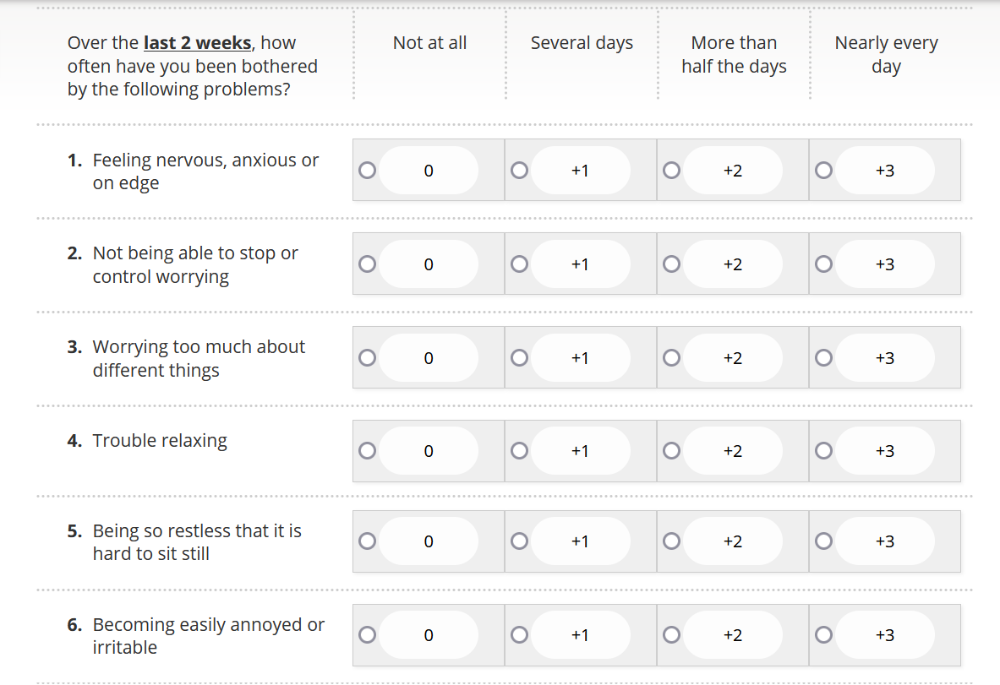 Over the last 2 weeks, how
often have you been bothered
by the following problems?
Not at all
Several days
More than
half the days
Nearly every
day
1. Feeling nervous, anxious or
on edge
0 +1 +2 +3
2. Not being able to stop or
control worrying
0 +1 +2 +3
3. Worrying too much about
different things
0 +1 +2 +3
4. Trouble relaxing
0 +1 +2 +3
5. Being so restless that it is
hard to sit still
0 +1 +2 +3
6. Becoming easily annoyed or
irritable
0 +1 +2 +3